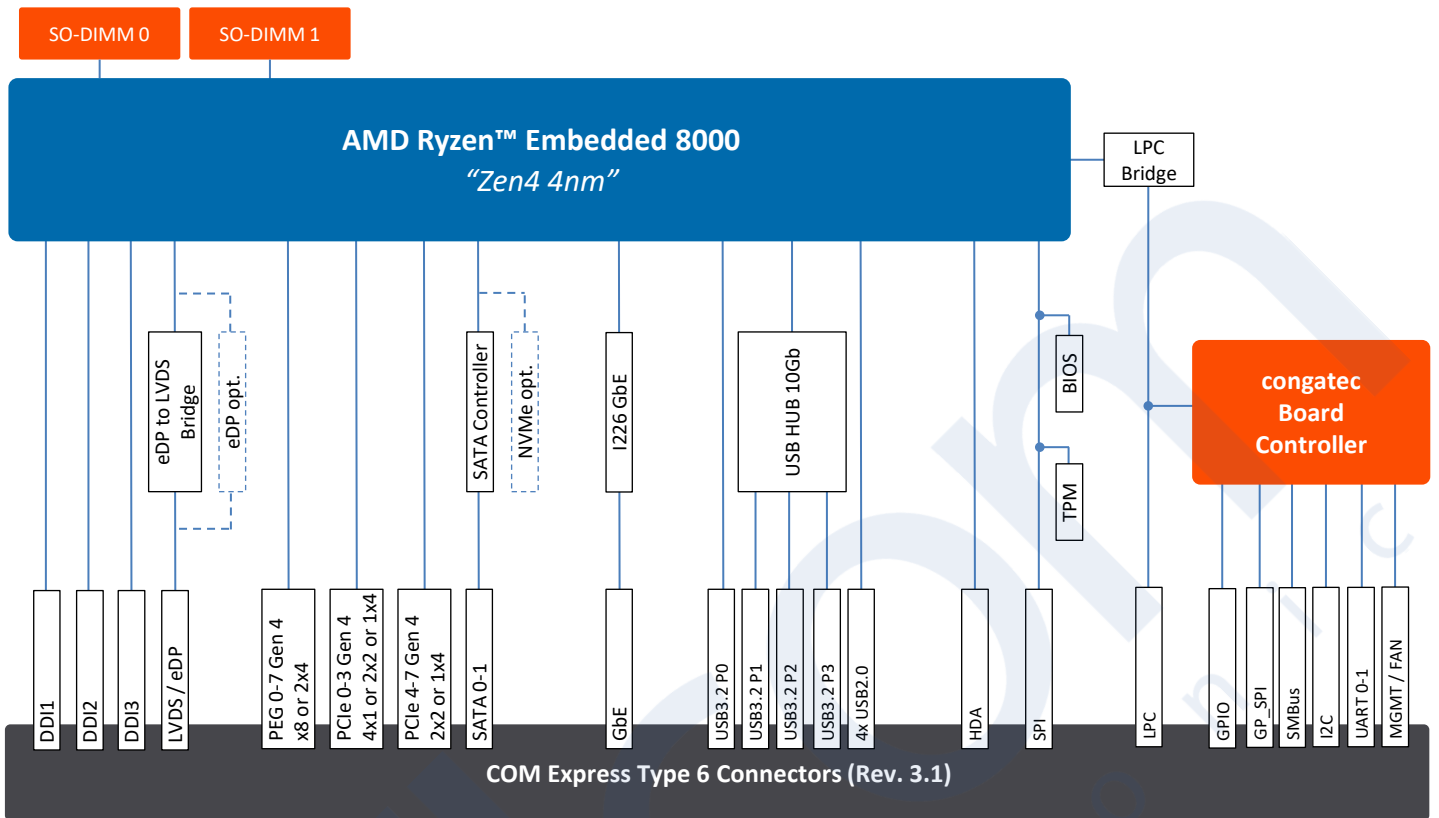 SO-DIMM 0
SO-DIMM 1
AMD Ryzen™ Embedded 8000
“Zen4 4nm”
LPC
Bridge
eDP to LVDS
Bridge
eDP opt.
SATA Controller
NVMe opt.
I226 GbE
USB HUB 10Gb
BIOS
TPM
congatec
Board
Controller
DDI1
DDI2
DDI3
LVDS / eDP
PEG 0-7 Gen 4
x8 or 2x4
PCIe 0-3 Gen 4
4x1 or 2x2 or 1x4
PCIe 4-7 Gen 4
2x2 or 1x4
SATA 0-1
GbE
USB3.2 P0
USB3.2 P1
USB3.2 P2
USB3.2 P3
4x USB2.0
HDA
SPI
LPC
GPIO
GP_SPI
SMBus
I2C
UART 0-1
MGMT / FAN
COM Express Type 6 Connectors (Rev. 3.1)